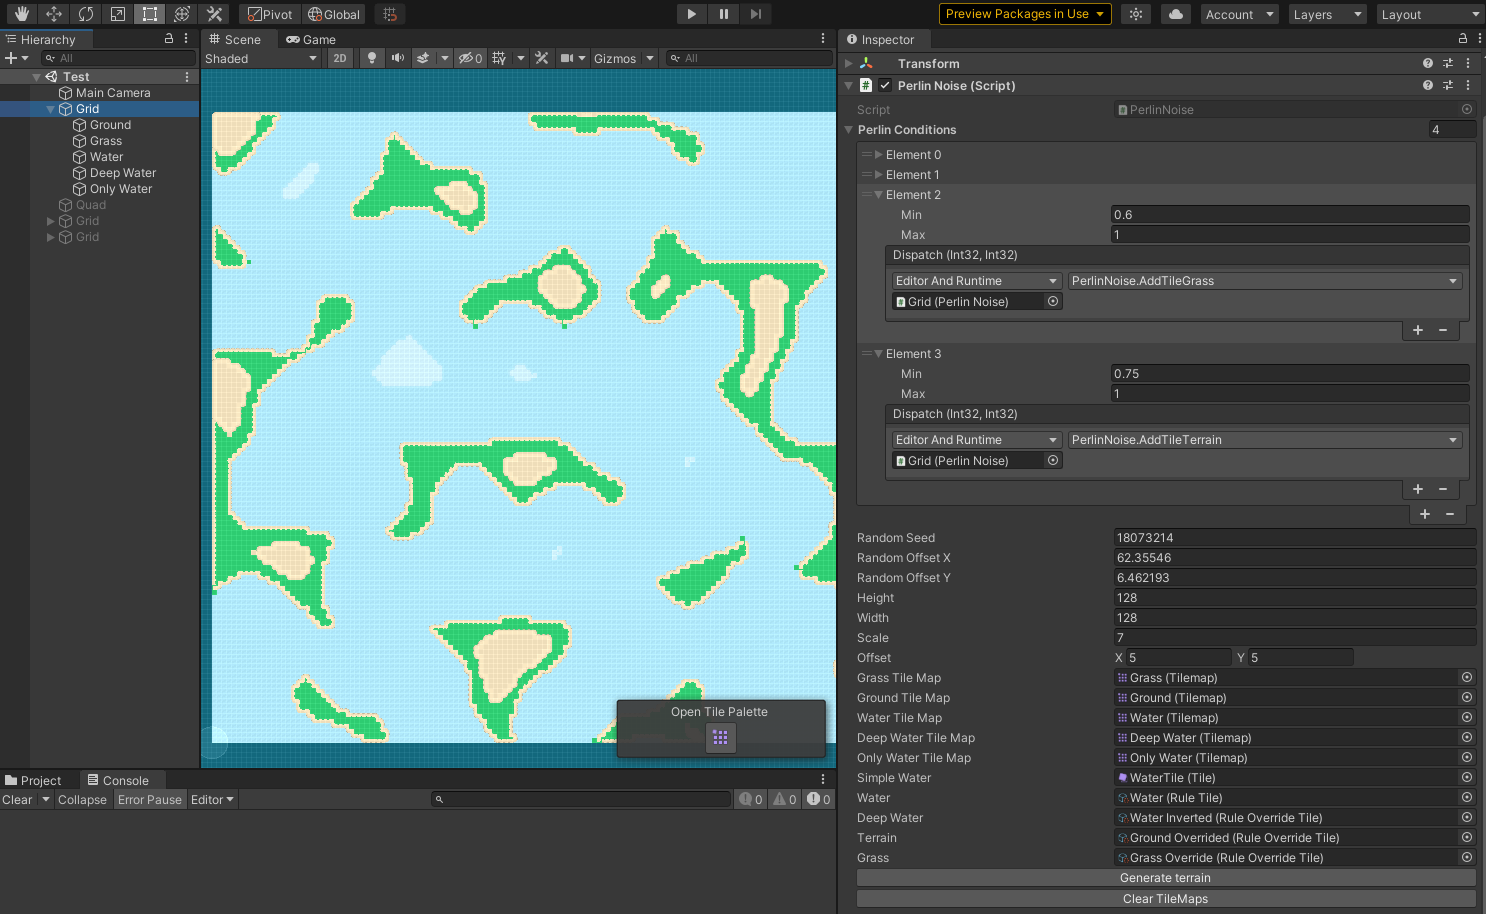 Pivot
Global
Preview Packages in Use
Account
Layers
Layout
Hierarchy
All
Test
Main Camera
Grid
Ground
Grass
Water
Deep Water
Only Water
Quad
Grid
Grid
Scene
Game
Shaded
2D
0
Gizmos
All
Open Tile Palette
Project
Console
Clear
Collapse
Error Pause
Editor
0
0
0
Inspector
Transform
Perlin Noise (Script)
Script
PerlinNoise
Perlin Conditions
4
Element 0
Element 1
Element 2
Min
0.6
Max
1
Dispatch (Int32, Int32)
Editor And Runtime
PerlinNoise.AddTileGrass
Grid (Perlin Noise)
Element 3
Min
0.75
Max
1
Dispatch (Int32, Int32)
Editor And Runtime
PerlinNoise.AddTileTerrain
Grid (Perlin Noise)
Random Seed
18073214
Random Offset X
62.35546
Random Offset Y
6.462193
Height
128
Width
128
Scale
7
Offset
X 5
Y 5
Grass Tile Map
Grass (Tilemap)
Ground Tile Map
Ground (Tilemap)
Water Tile Map
Water (Tilemap)
Deep Water Tile Map
Deep Water (Tilemap)
Only Water Tile Map
Only Water (Tilemap)
Simple Water
WaterTile (Tile)
Water
Water (Rule Tile)
Deep Water
Water Inverted (Rule Override Tile)
Terrain
Ground Overrided (Rule Override Tile)
Grass
Grass Override (Rule Override Tile)
Generate terrain
Clear TileMaps